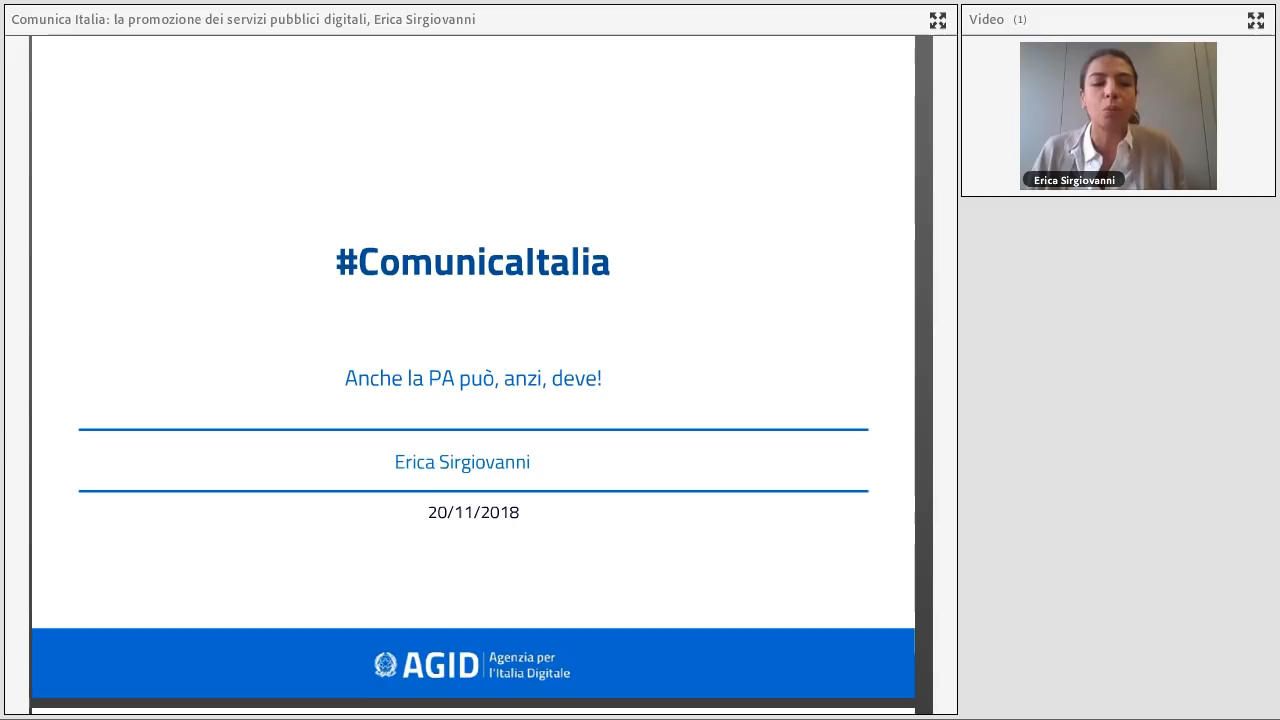 Comunica Italia: la promozione dei servizi pubblici digitali, Erica Sirgiovanni
Video (1)
Erica Sirgiovanni
#ComunicaItalia
Anche la PA può, anzi, deve!
Erica Sirgiovanni
20/11/2018
AGID
Agenzia per
l'Italia Digitale